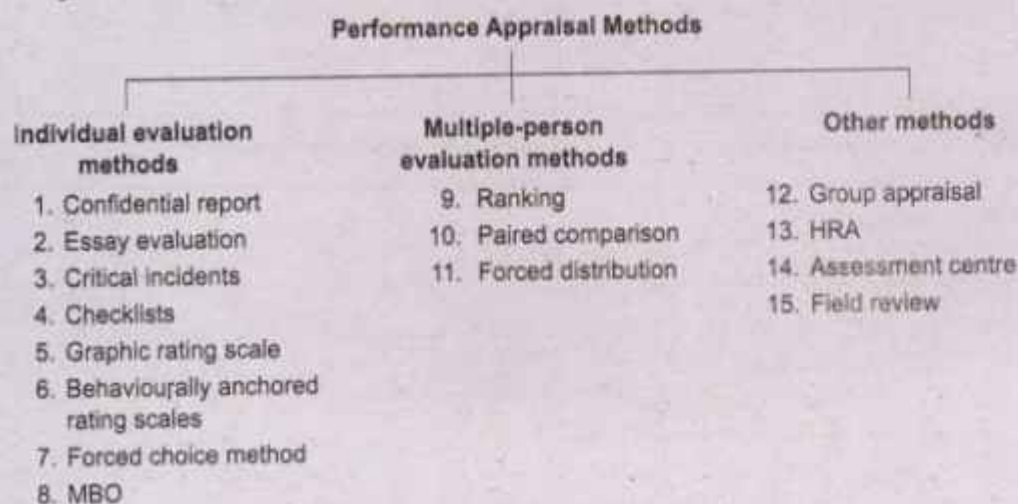 Performance Appraisal Methods
Individual evaluation
methods
1. Confidential report
2. Essay evaluation
3. Critical incidents
4. Checklists
5. Graphic rating scale
6. Behaviourally anchored
rating scales
7. Forced choice method
8. MBO
Multiple-person
evaluation methods
9. Ranking
10. Paired comparison
11. Forced distribution
Other methods
12. Group appraisal
13. HRA
14. Assessment centre
15. Field review